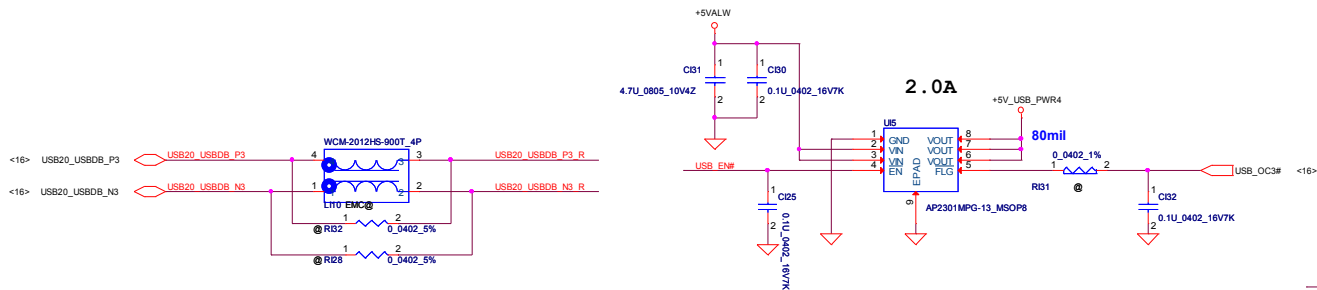 +5VALW
1
CI31
2
4.7U_0805_10V4Z
1
CI30
2
0.1U_0402_16V7K
2.0A
+5V_USB_PWR4
UI5
1 GND VOUT 8
2 VIN VOUT 7
3 VIN VOUT 6
4 EN FLG 5
EPAD
9
AP2301MPG-13_MSOP8
80mil
0_0402_1%
1 2
RI31 @
USB_OC3# <16>
1
CI32
2
0.1U_0402_16V7K
USB_EN#
1
CI25
2
0.1U_0402_16V7K
WCM-2012HS-900T_4P
<16> USB20_USBDB_P3 USB20_USBDB_P3 4 3 3 USB20_USBDB_P3_R
<16> USB20_USBDB_N3 USB20_USBDB_N3 1 2 2 USB20_USBDB_N3_R
LI10 EMC@
1 2
@ RI32 0_0402_5%
1 2
@ RI28 0_0402_5%